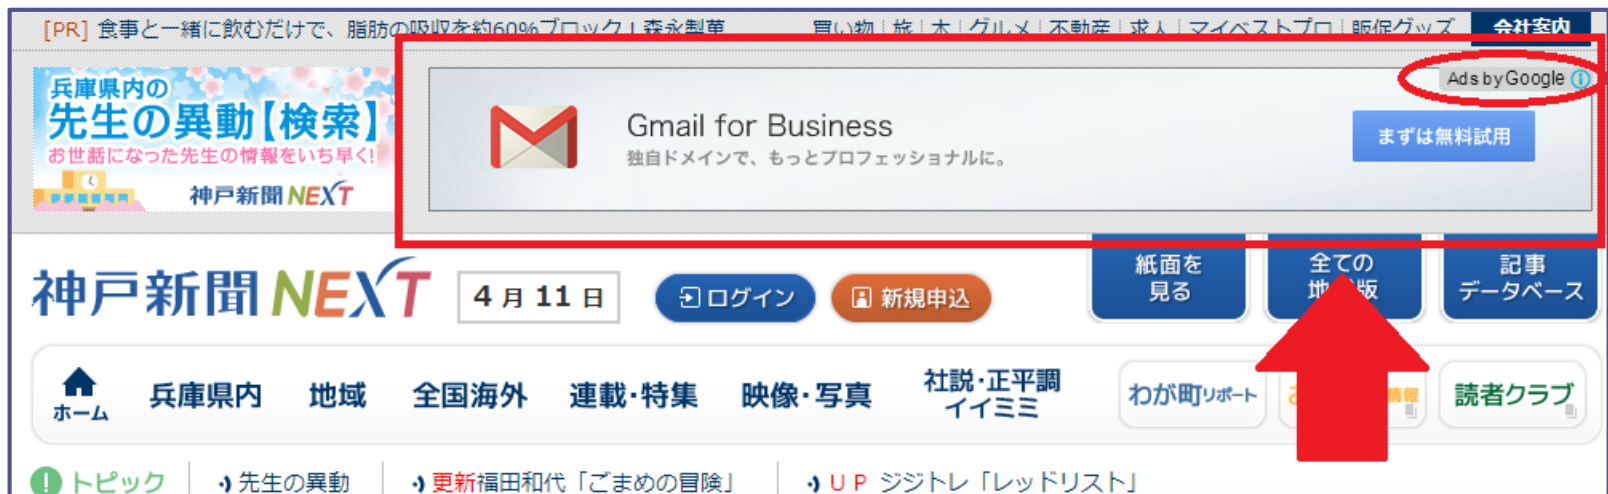 [PR] 食事と一緒に飲むだけで、脂肪の吸収を約60%ブロック！森永製菓
買い物 | 旅 | 本 | グルメ | 不動産 | 求人 | マイベストプロ | 販促グッズ
会社案内
兵庫県内の
先生の異動【検索】
お世話になった先生の情報をいち早く!
神戸新聞NEXT
Ads by Google
Gmail for Business
独自ドメインで、もっとプロフェッショナルに。
まずは無料試用
神戸新聞NEXT
4月11日
ログイン
新規申込
紙面を
見る
全ての
地 版
記事
データベース
ホーム
兵庫県内
地域
全国海外
連載・特集
映像・写真
社説・正平調
イイミミ
わが町リポート
情報
読者クラブ
トピック
先生の異動
更新福田和代「ごまめの冒険」
UP ジジトレ「レッドリスト」